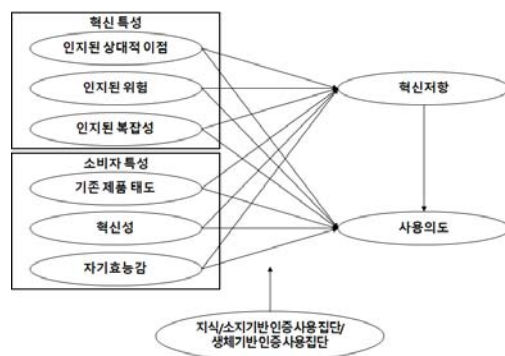 혁신 특성
인지된 상대적 이점
인지된 위험
인지된 복잡성
소비자 특성
기존 제품 태도
혁신성
자기효능감
혁신저항
사용의도
지식/소지기반인증사용집단/
생체기반인증사용집단